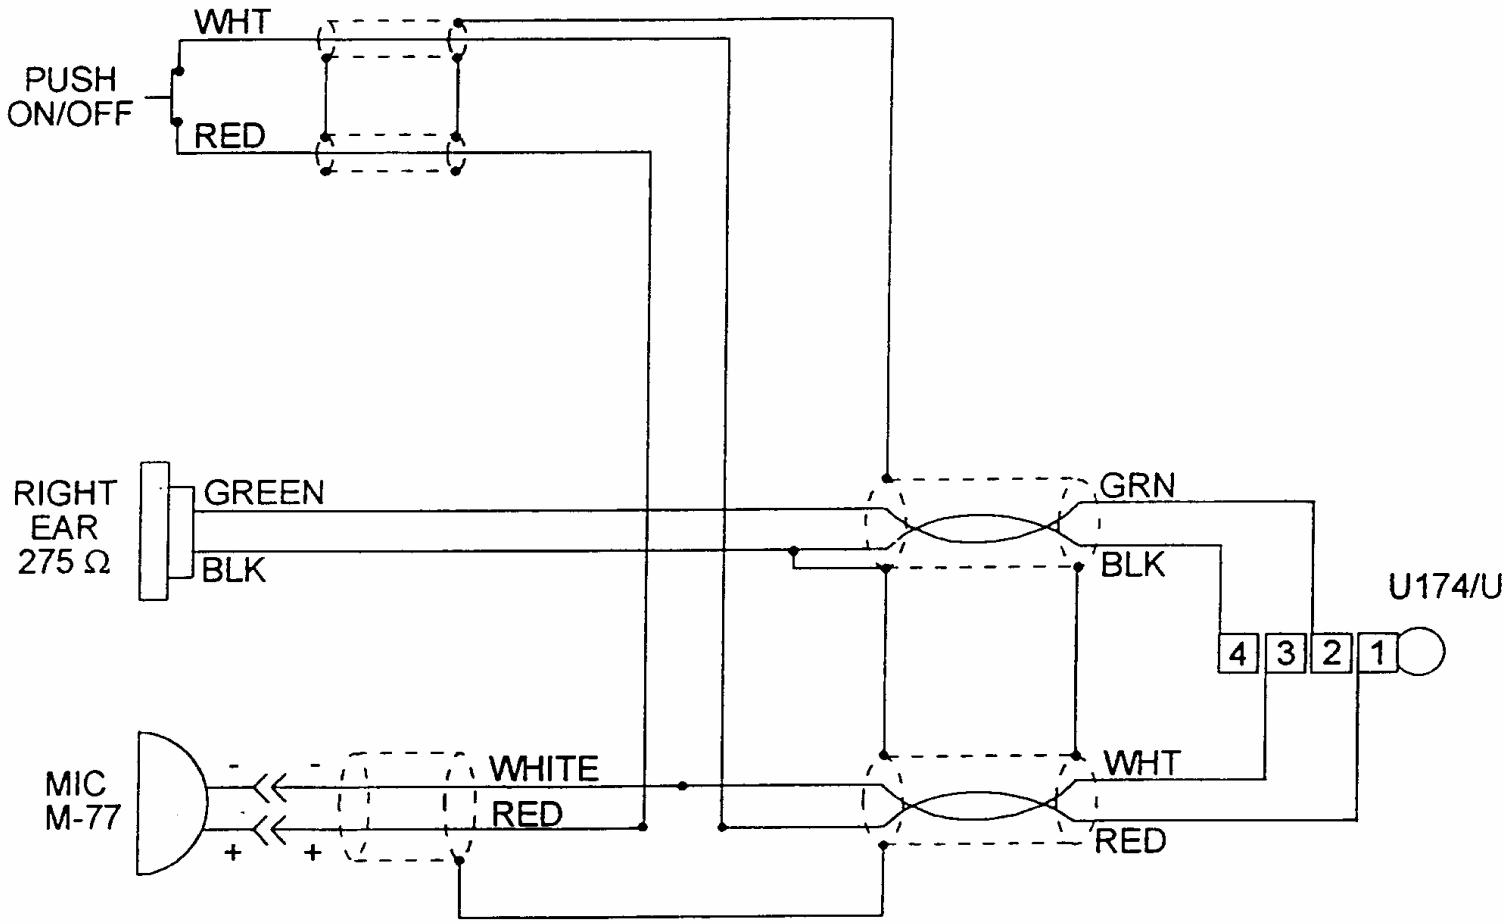 WHT
PUSH
ON/OFF
RED
RIGHT
EAR
275 Ω
GREEN
BLK
GRN
BLK
U174/U
4 3 2 1
MIC
M-77
- -
WHITE
WHT
- -
RED
+ +
RED